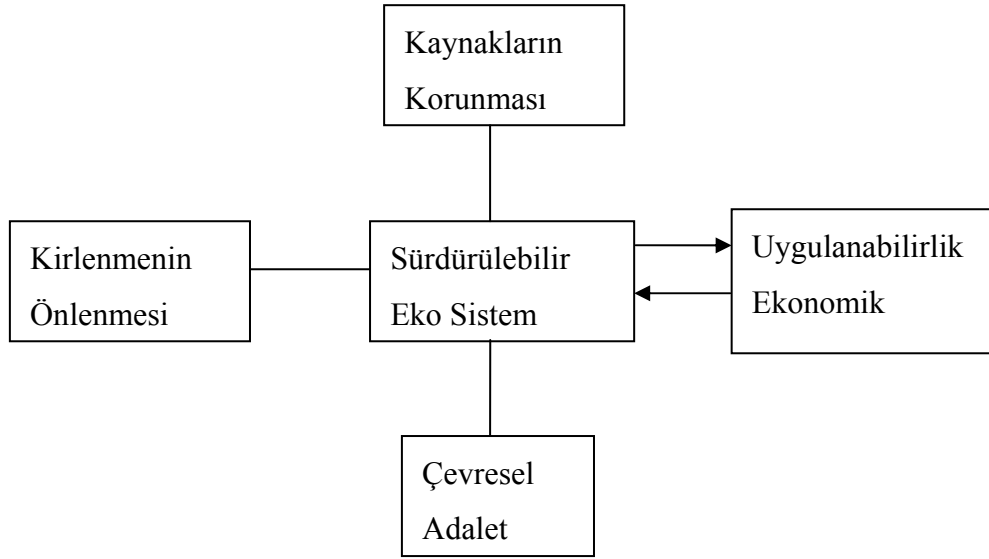 Kaynakların
Korunması
Kirlenmenin
Önlenmesi
Sürdürülebilir
Eko Sistem
Uygulanabilirlik
Ekonomik
Çevresel
Adalet